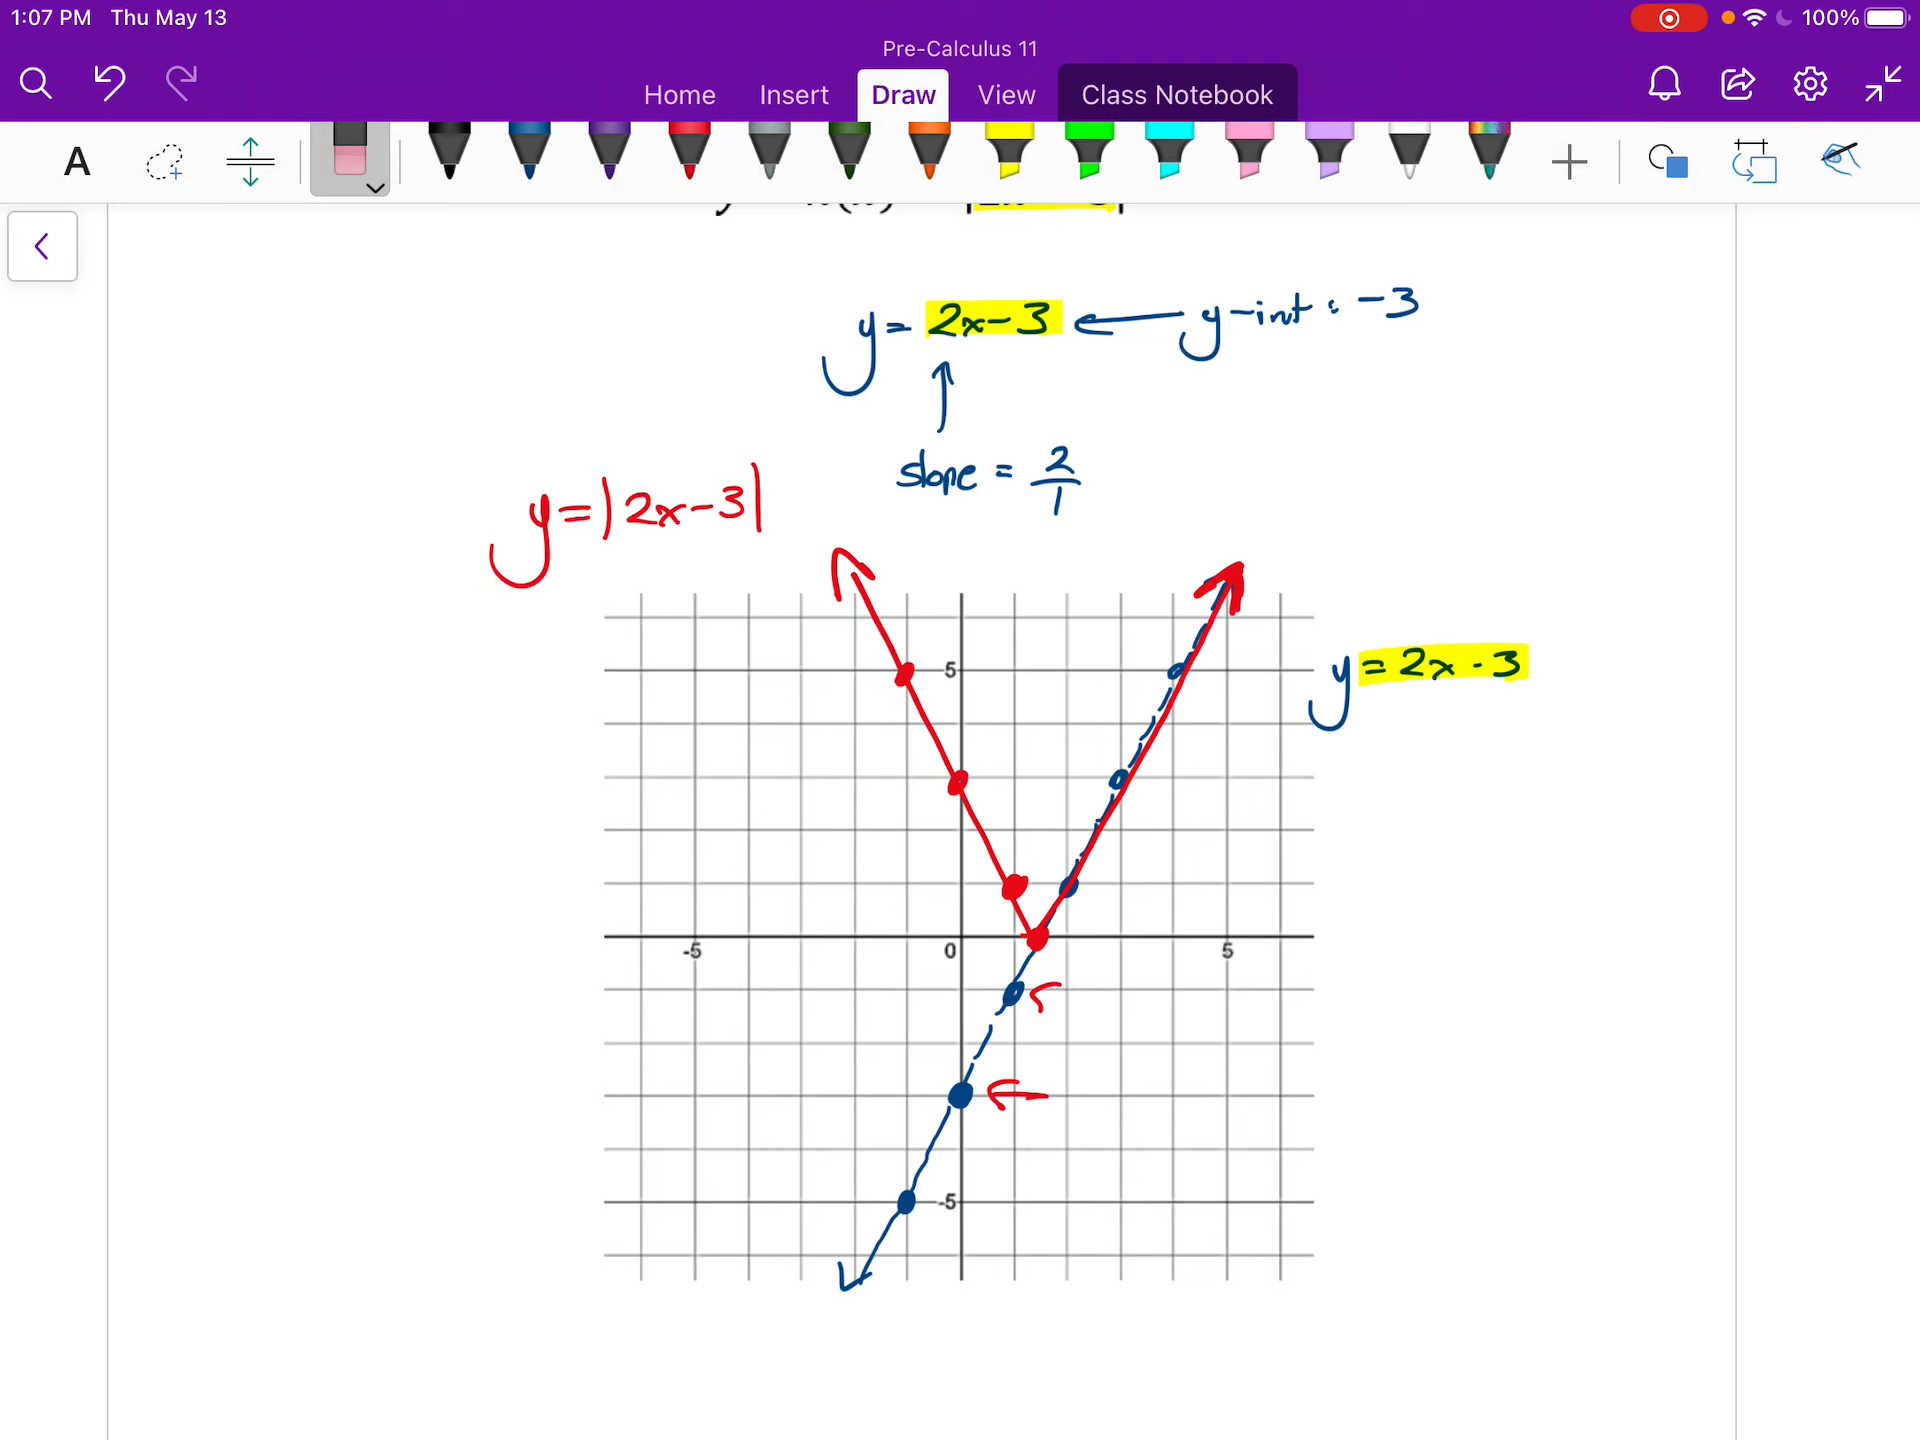 1:07 PM Thu May 13
100%
Pre-Calculus 11
Home Insert Draw View Class Notebook
A
y = 2x-3 ← y-int : -3
↑
slope = 2/1
y = |2x-3|
5
y = 2x - 3
-5 0 5
-5